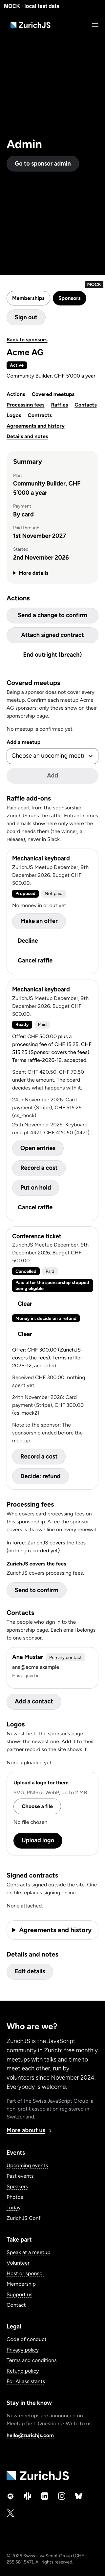 MOCK · local test data
ZurichJS
Admin
Go to sponsor admin
MOCK
Memberships
Sponsors
Sign out
Back to sponsors
Acme AG
Active
Community Builder, CHF 5'000 a year
Actions Covered meetups
Processing fees Raffles Contacts
Logos Contracts
Agreements and history
Details and notes
Summary
Plan
Community Builder, CHF
5'000 a year
Payment
By card
Paid through
1st November 2027
Started
2nd November 2026
More details
Actions
Send a change to confirm
Attach signed contract
End outright (breach)
Covered meetups
Being a sponsor does not cover every
meetup. Confirm each meetup Acme
AG sponsors; only those show on their
sponsorship page.
No meetup is confirmed yet.
Add a meetup
Choose an upcoming meetup
Add
Raffle add-ons
Paid apart from the sponsorship.
ZurichJS runs the raffle. Entrant names
and emails show here only while the
board needs them (for the winner, a
redraw), never in Slack.
Mechanical keyboard
ZurichJS Meetup December, 9th
December 2026. Budget CHF
500.00.
Proposed Not paid
No money in or out yet.
Make an offer
Decline
Cancel raffle
Mechanical keyboard
ZurichJS Meetup December, 9th
December 2026. Budget CHF
500.00.
Ready Paid
Offer: CHF 500.00 plus a
processing fee of CHF 15.25, CHF
515.25 (Sponsor covers the fees).
Terms raffle-2026-12, accepted.
Spent CHF 420.50, CHF 79.50
under the amount. The board
decides what happens with it.
24th November 2026: Card
payment (Stripe), CHF 515.25
(cs_mock)
25th November 2026: Keyboard,
receipt 4471, CHF 420.50 (4471)
Open entries
Record a cost
Put on hold
Cancel raffle
Conference ticket
ZurichJS Meetup December, 9th
December 2026. Budget CHF
300.00.
Cancelled Paid
Paid after the sponsorship stopped
being eligible
Clear
Money in: decide on a refund
Clear
Offer: CHF 300.00 (ZurichJS
covers the fees). Terms raffle-
2026-12, accepted.
Received CHF 300.00, nothing
spent yet.
24th November 2026: Card
payment (Stripe), CHF 300.00
(cs_mock2)
Note to the sponsor: The
sponsorship ended before the
meetup.
Record a cost
Decide: refund
Processing fees
Who covers card processing fees on
this sponsorship. A fee the sponsor
covers is its own line on every renewal.
In force: ZurichJS covers the fees
(nothing recorded yet).
ZurichJS covers the fees
ZurichJS covers processing fees.
Send to confirm
Contacts
The people who sign in to the
sponsorship page. Each email belongs
to one sponsor.
Ana Muster Primary contact
ana@acme.example
Has signed in
Add a contact
Logos
Newest first. The sponsor's page
shows the newest one. Add it to their
partner record so the site shows it.
None uploaded yet.
Upload a logo for them
SVG, PNG or WebP, up to 2 MB.
Choose a file
No file chosen
Upload logo
Signed contracts
Contracts signed outside the site. One
on file replaces signing online.
None attached.
Agreements and history
Details and notes
Edit details
Who are we?
ZurichJS is the JavaScript
community in Zurich: free monthly
meetups with talks and time to
meet each other, run by
volunteers since November 2024.
Everybody is welcome.
Part of the Swiss JavaScript Group, a
non-profit association registered in
Switzerland.
More about us
Events
Upcoming events
Past events
Speakers
Photos
Today
ZurichJS Conf
Take part
Speak at a meetup
Volunteer
Host or sponsor
Membership
Support us
Contact
Legal
Code of conduct
Privacy policy
Terms and conditions
Refund policy
For AI assistants
Stay in the know
New meetups are announced on
Meetup first. Questions? Write to us.
hello@zurichjs.com
ZurichJS
© 2026 Swiss JavaScript Group (CHE-
255.581.547). All rights reserved.